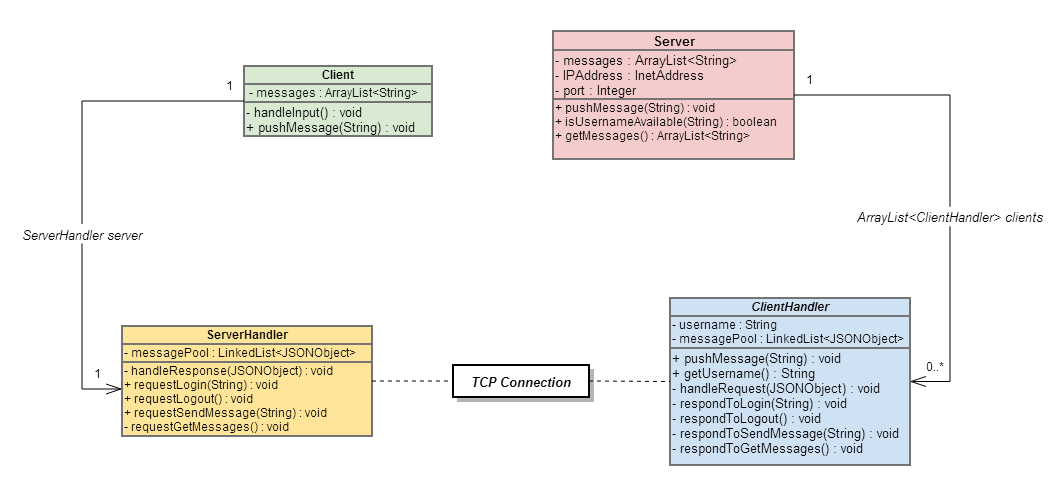 Client
- messages : ArrayList<String>
- handleInput() : void
+ pushMessage(String) : void
Server
- messages : ArrayList<String>
- IPAddress : InetAddress
- port : Integer
+ pushMessage(String) : void
+ isUsernameAvailable(String) : boolean
+ getMessages() : ArrayList<String>
1
1
ServerHandler server
ArrayList<ClientHandler> clients
1
0..*
ServerHandler
- messagePool : LinkedList<JSONObject>
- handleResponse(JSONObject) : void
+ requestLogin(String) : void
+ requestLogout() : void
+ requestSendMessage(String) : void
- requestGetMessages() : void
TCP Connection
ClientHandler
- username : String
- messagePool : LinkedList<JSONObject>
+ pushMessage(String) : void
+ getUsername() : String
- handleRequest(JSONObject) : void
- respondToLogin(String) : void
- respondToLogout() : void
- respondToSendMessage(String) : void
- respondToGetMessages() : void